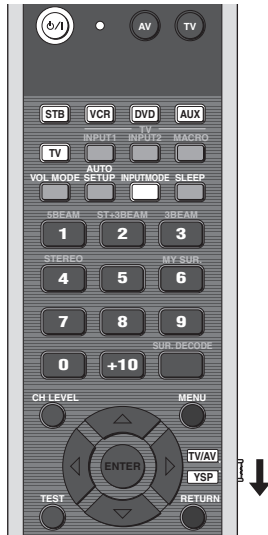 ⏻/I AV TV
STB VCR DVD AUX
TV
INPUT1 INPUT2 MACRO
TV
AUTO
VOL MODE SETUP INPUTMODE SLEEP
5BEAM ST+3BEAM 3BEAM
1 2 3
STEREO MY SUR.
4 5 6
7 8 9
SUR. DECODE
0 +10
CH LEVEL MENU
ENTER
TV/AV
YSP
TEST RETURN